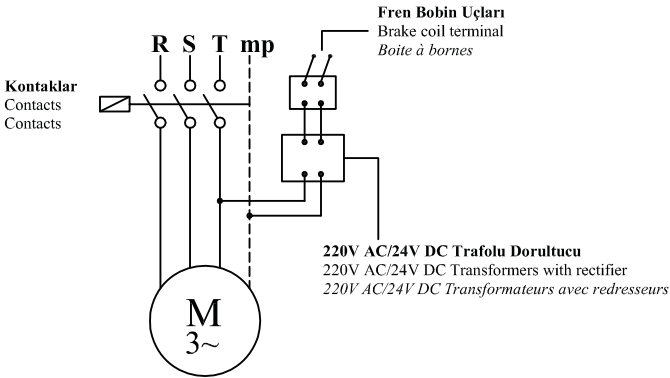 Fren Bobin Uçları
Brake coil terminal
Boite à bornes
R S T mp
Kontaklar
Contacts
Contacts
220V AC/24V DC Trafolu Dorultucu
220V AC/24V DC Transformers with rectifier
220V AC/24V DC Transformateurs avec redresseurs
M
3~